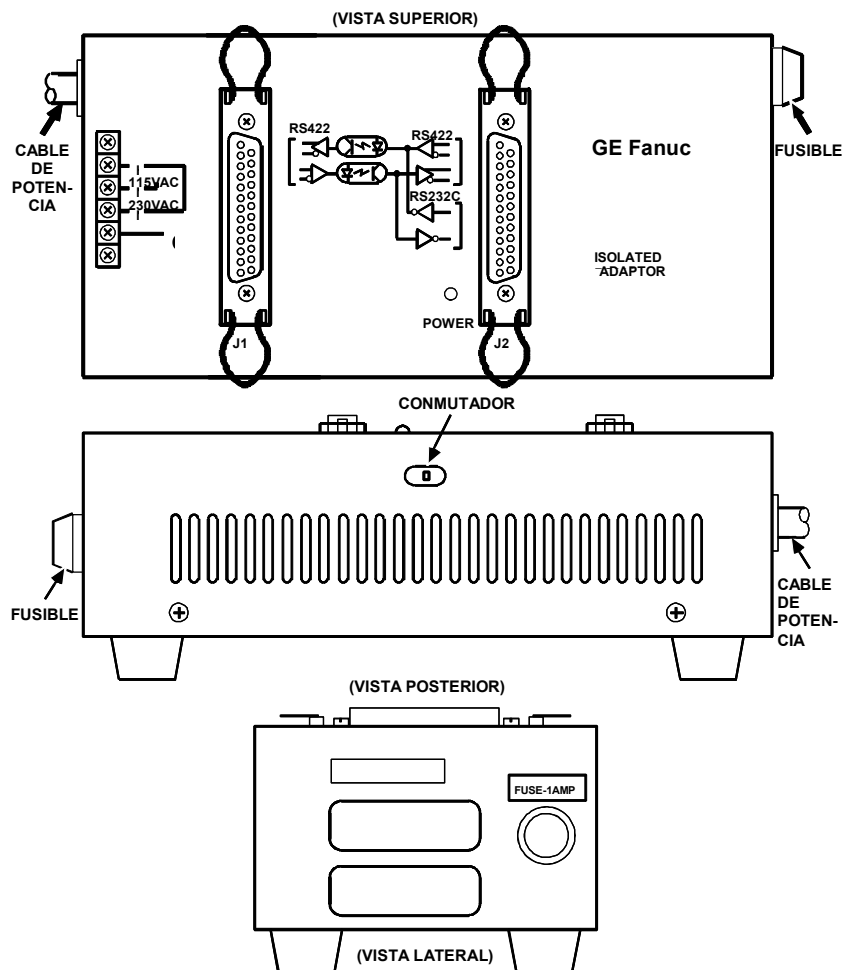 (VISTA SUPERIOR)
CABLE
DE
POTEN-
CIA
115VAC
230VAC
RS422
RS422
RS232C
GE Fanuc
FUSIBLE
ISOLATED
ADAPTOR
POWER
J1
J2
CONMUTADOR
FUSIBLE
CABLE
DE
POTEN-
CIA
(VISTA POSTERIOR)
FUSE-1AMP
(VISTA LATERAL)